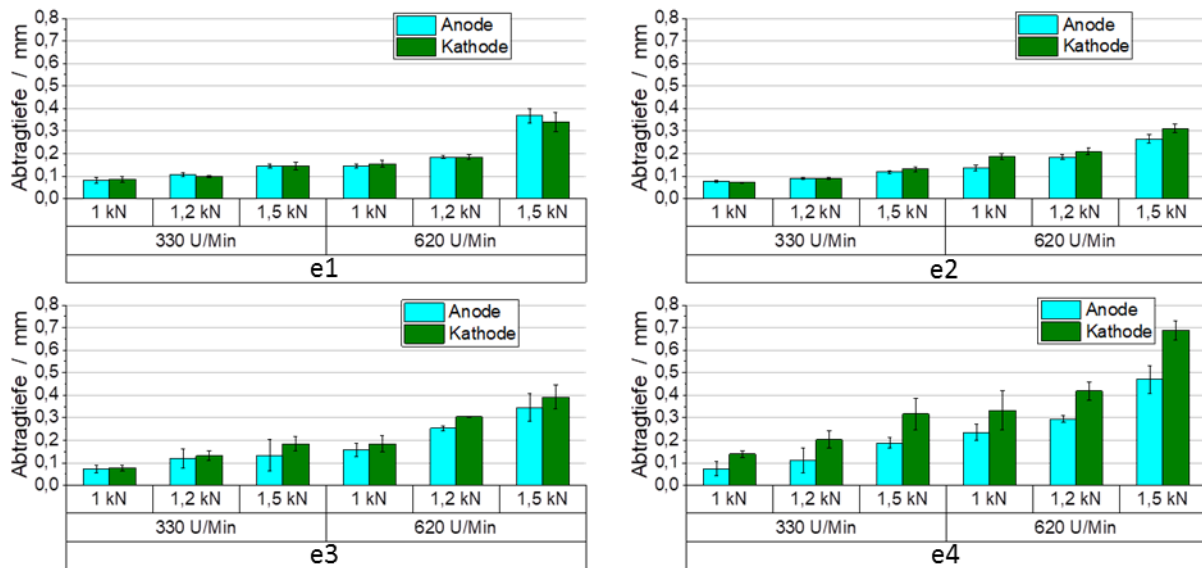 Abtragtiefe / mm
0,8
0,7
0,6
0,5
0,4
0,3
0,2
0,1
0,0
Anode
Kathode
1 kN 1,2 kN 1,5 kN 1 kN 1,2 kN 1,5 kN
330 U/Min 620 U/Min
e1
Abtragtiefe / mm
0,8
0,7
0,6
0,5
0,4
0,3
0,2
0,1
0,0
Anode
Kathode
1 kN 1,2 kN 1,5 kN 1 kN 1,2 kN 1,5 kN
330 U/Min 620 U/Min
e2
Abtragtiefe / mm
0,8
0,7
0,6
0,5
0,4
0,3
0,2
0,1
0,0
Anode
Kathode
1 kN 1,2 kN 1,5 kN 1 kN 1,2 kN 1,5 kN
330 U/Min 620 U/Min
e3
Abtragtiefe / mm
0,8
0,7
0,6
0,5
0,4
0,3
0,2
0,1
0,0
Anode
Kathode
1 kN 1,2 kN 1,5 kN 1 kN 1,2 kN 1,5 kN
330 U/Min 620 U/Min
e4